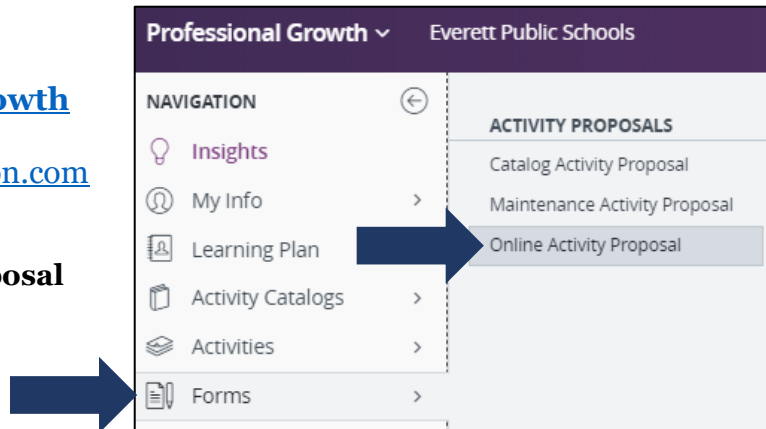 Professional Growth Everett Public Schools
owth
on.com
posal
NAVIGATION
Insights
My Info
Learning Plan
Activity Catalogs
Activities
Forms
ACTIVITY PROPOSALS
Catalog Activity Proposal
Maintenance Activity Proposal
Online Activity Proposal